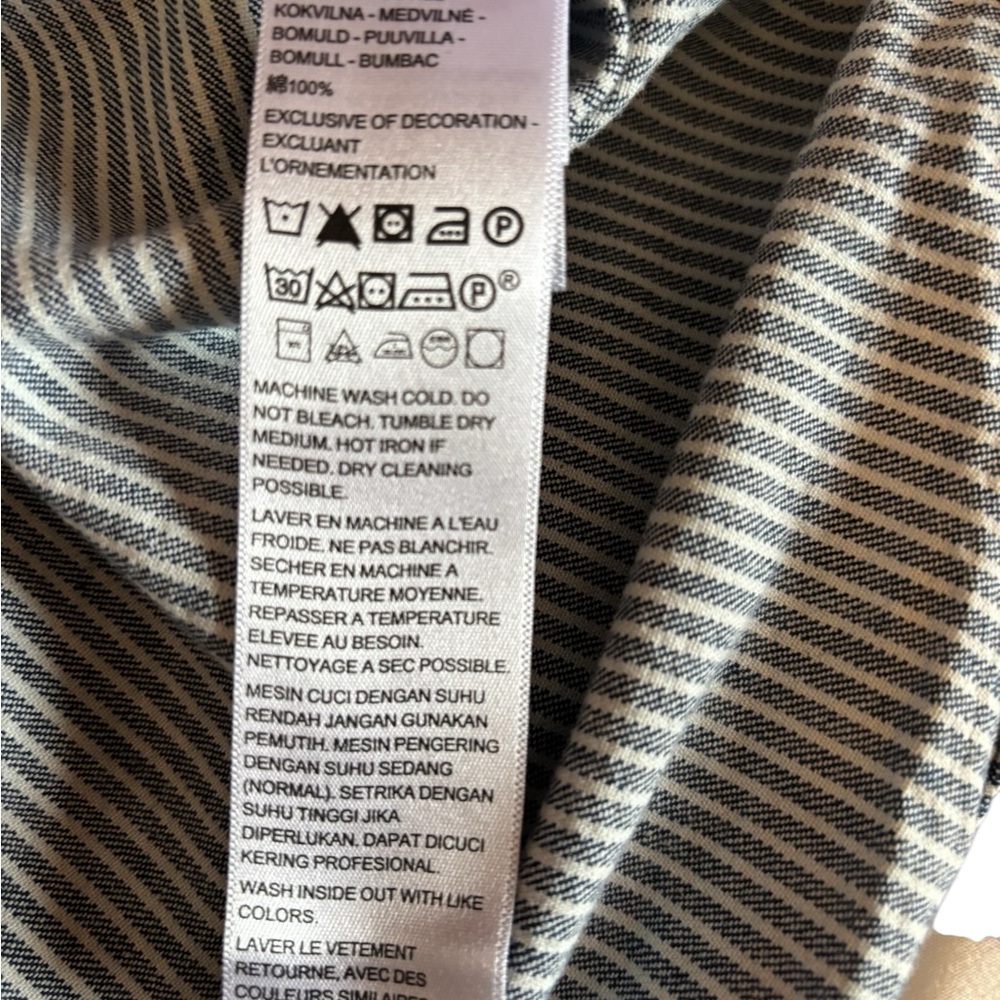 KOKVILNA - MEDVILNĖ -
BOMULD - PUUVILLA -
BOMULL - BUMBAC
綿100%
EXCLUSIVE OF DECORATION -
EXCLUANT
L'ORNEMENTATION
P
30 P®
MACHINE WASH COLD. DO
NOT BLEACH. TUMBLE DRY
MEDIUM. HOT IRON IF
NEEDED. DRY CLEANING
POSSIBLE.
LAVER EN MACHINE A L'EAU
FROIDE. NE PAS BLANCHIR.
SECHER EN MACHINE A
TEMPERATURE MOYENNE.
REPASSER A TEMPERATURE
ELEVEE AU BESOIN.
NETTOYAGE A SEC POSSIBLE.
MESIN CUCI DENGAN SUHU
RENDAH JANGAN GUNAKAN
PEMUTIH. MESIN PENGERING
DENGAN SUHU SEDANG
(NORMAL). SETRIKA DENGAN
SUHU TINGGI JIKA
DIPERLUKAN. DAPAT DICUCI
KERING PROFESIONAL.
WASH INSIDE OUT WITH LIKE
COLORS.
LAVER LE VETEMENT
RETOURNE, AVEC DES
COULEURS SIMILAIRES